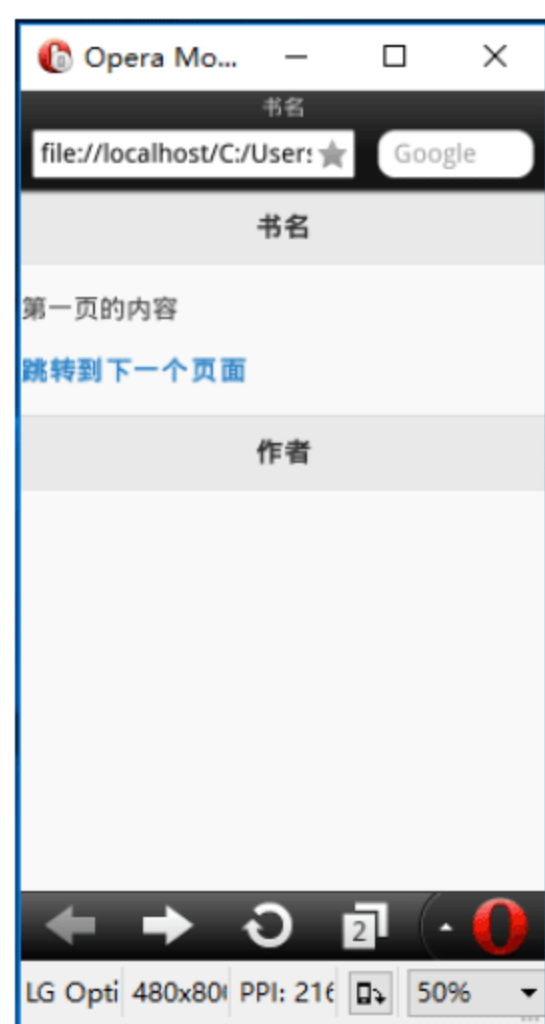 Opera Mo...
书名
file://localhost/C:/Users
Google
书名
第一页的内容
跳转到下一个页面
作者
2
LG Opti 480x80 PPI: 216 50%